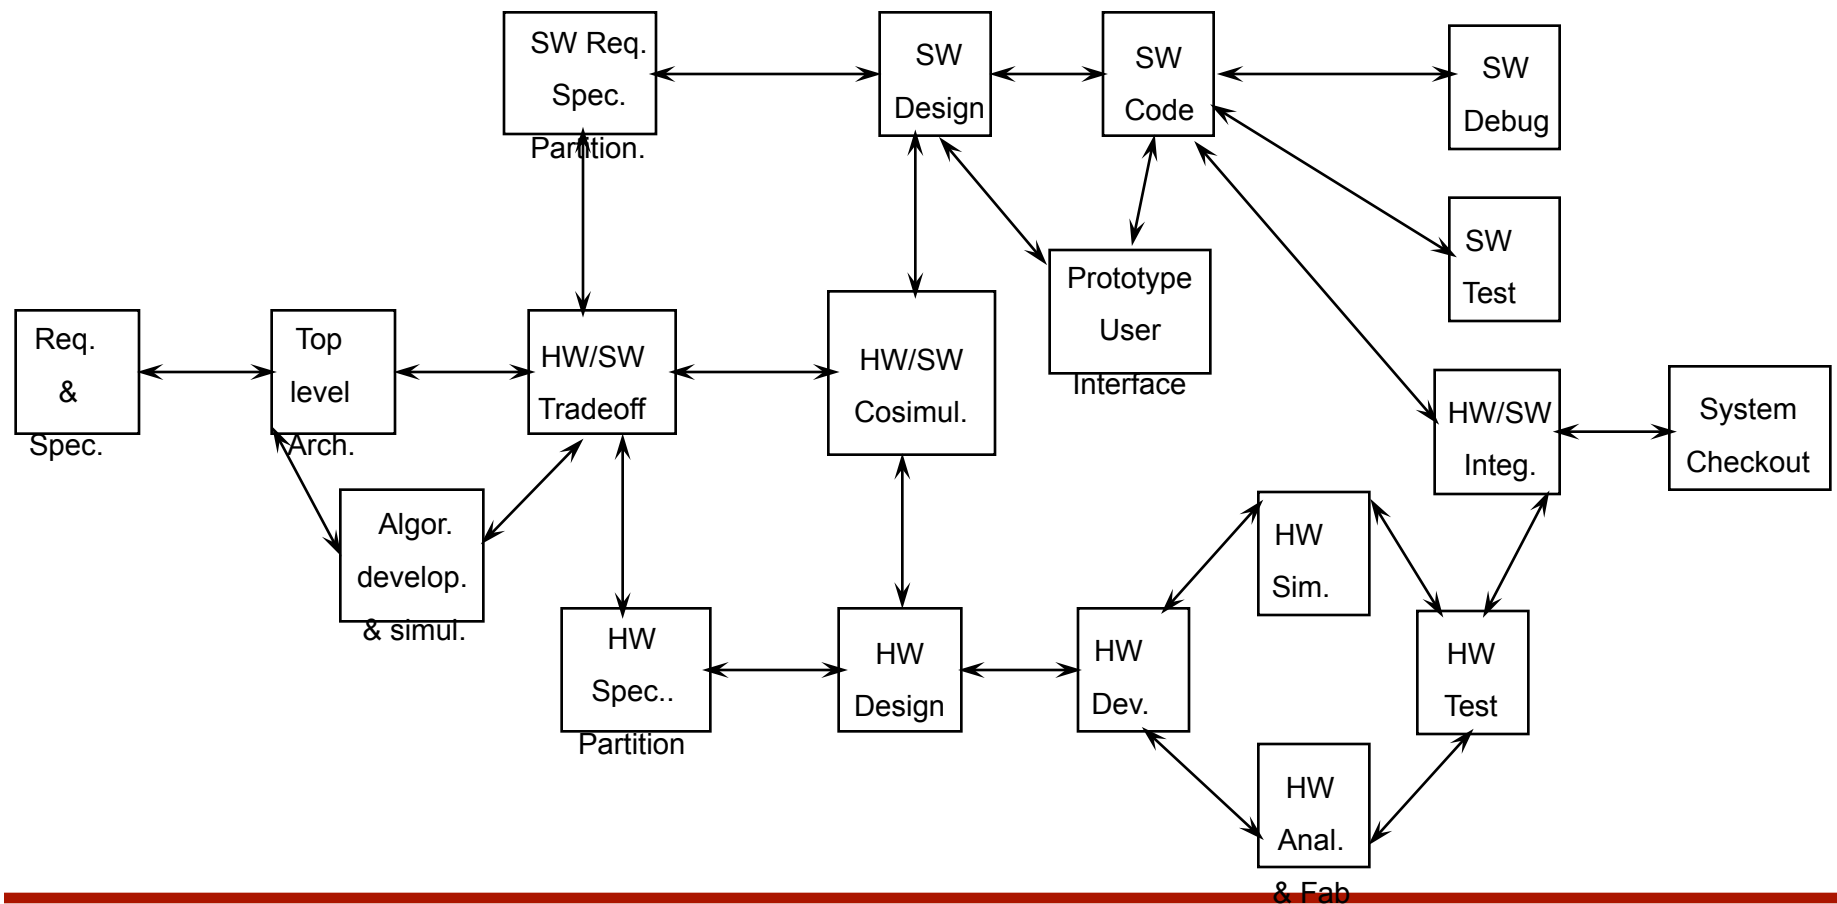 SW Req.
Spec.
Partition.
SW
Design
SW
Code
SW
Debug
SW
Test
Prototype
User
Interface
Req.
&
Spec.
Top
level
Arch.
HW/SW
Tradeoff
HW/SW
Cosimul.
HW/SW
Integ.
System
Checkout
Algor.
develop.
& simul.
HW
Sim.
HW
Spec..
Partition
HW
Design
HW
Dev.
HW
Test
HW
Anal.
& Fab